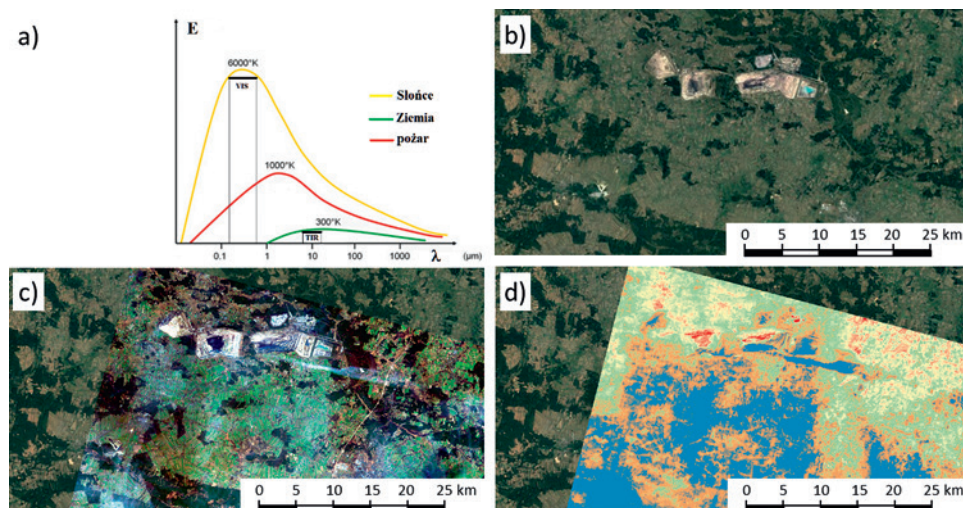 a)
E
6000°K
VIS
Słońce
Ziemia
pożar
1000°K
300°K
TIR
0.1 1 10 100 1000 λ (μm)
b)
0 5 10 15 20 25 km
c)
0 5 10 15 20 25 km
d)
0 5 10 15 20 25 km